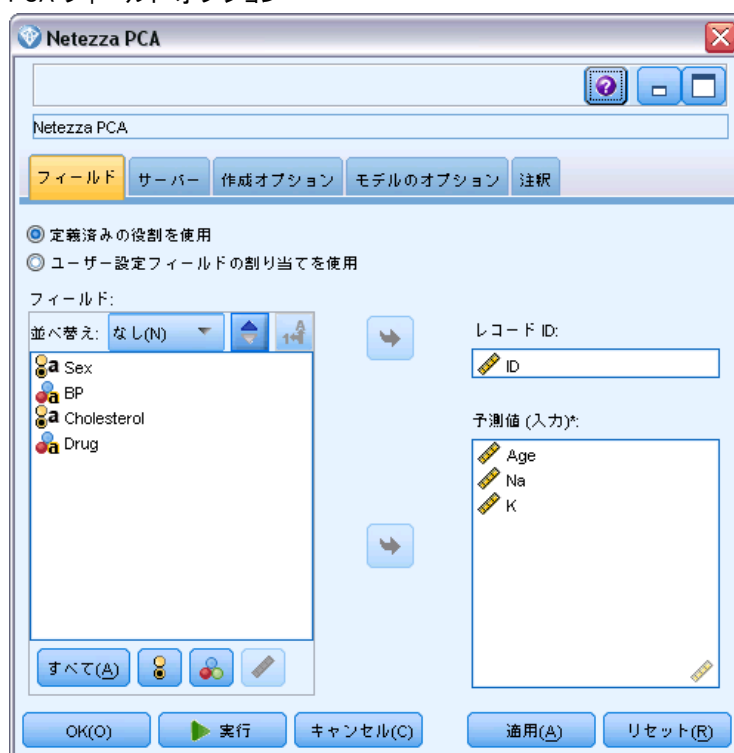 Netezza PCA
Netezza PCA
フィールド サーバー 作成オプション モデルのオプション 注釈
定義済みの役割を使用
ユーザー設定フィールドの割り当てを使用
フィールド:
並べ替え: なし(N)
Sex
BP
Cholesterol
Drug
レコード ID:
ID
予測値 (入力)*:
Age
Na
K
すべて(A)
OK(O) 実行 キャンセル(C) 適用(A) リセット(R)